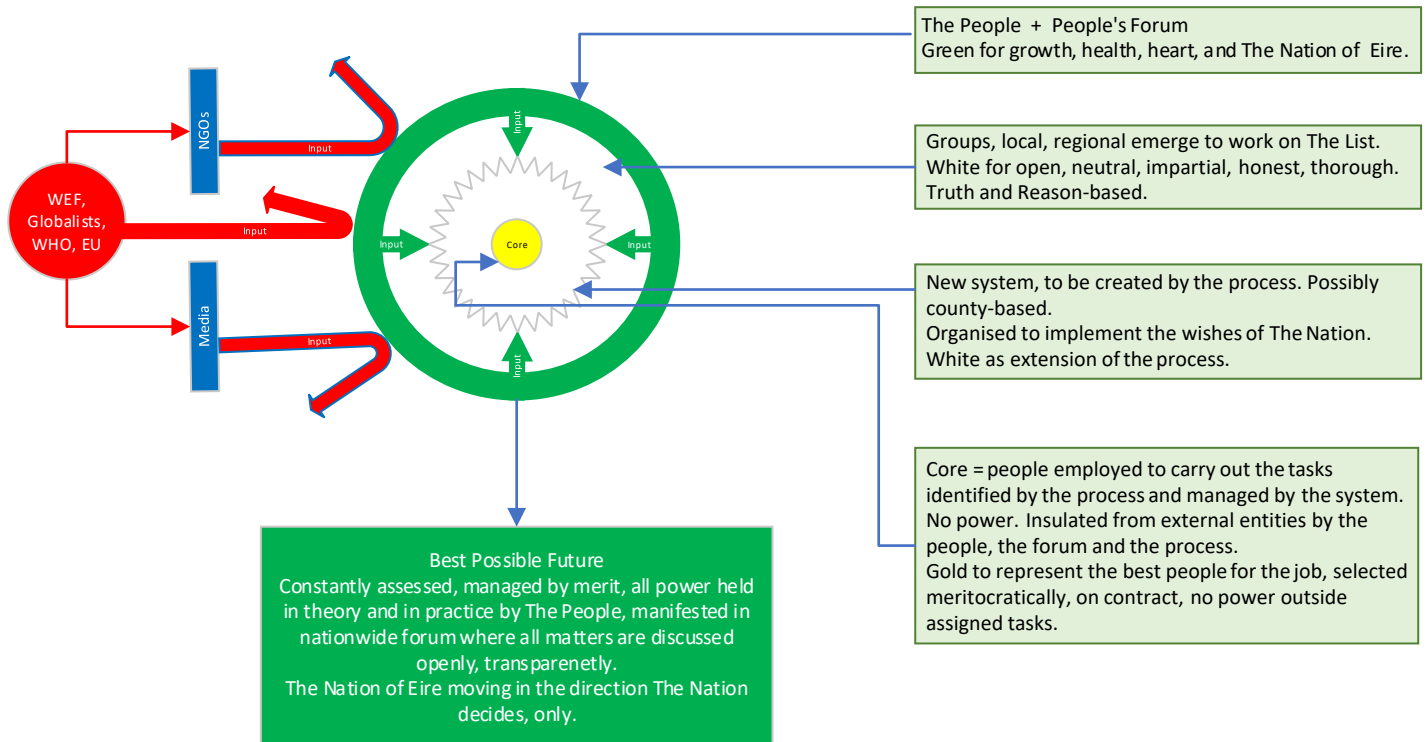 The People + People's Forum
Green for growth, health, heart, and The Nation of Eire.
NGOs
Input
WEF,
Globalists,
WHO, EU
Input
Media
Input
Input
Input
Input
Input
Core
Groups, local, regional emerge to work on The List.
White for open, neutral, impartial, honest, thorough.
Truth and Reason-based.
New system, to be created by the process. Possibly
county-based.
Organised to implement the wishes of The Nation.
White as extension of the process.
Core = people employed to carry out the tasks
identified by the process and managed by the system.
No power. Insulated from external entities by the
people, the forum and the process.
Gold to represent the best people for the job, selected
meritocratically, on contract, no power outside
assigned tasks.
Best Possible Future
Constantly assessed, managed by merit, all power held
in theory and in practice by The People, manifested in
nationwide forum where all matters are discussed
openly, transparenetly.
The Nation of Eire moving in the direction The Nation
decides, only.